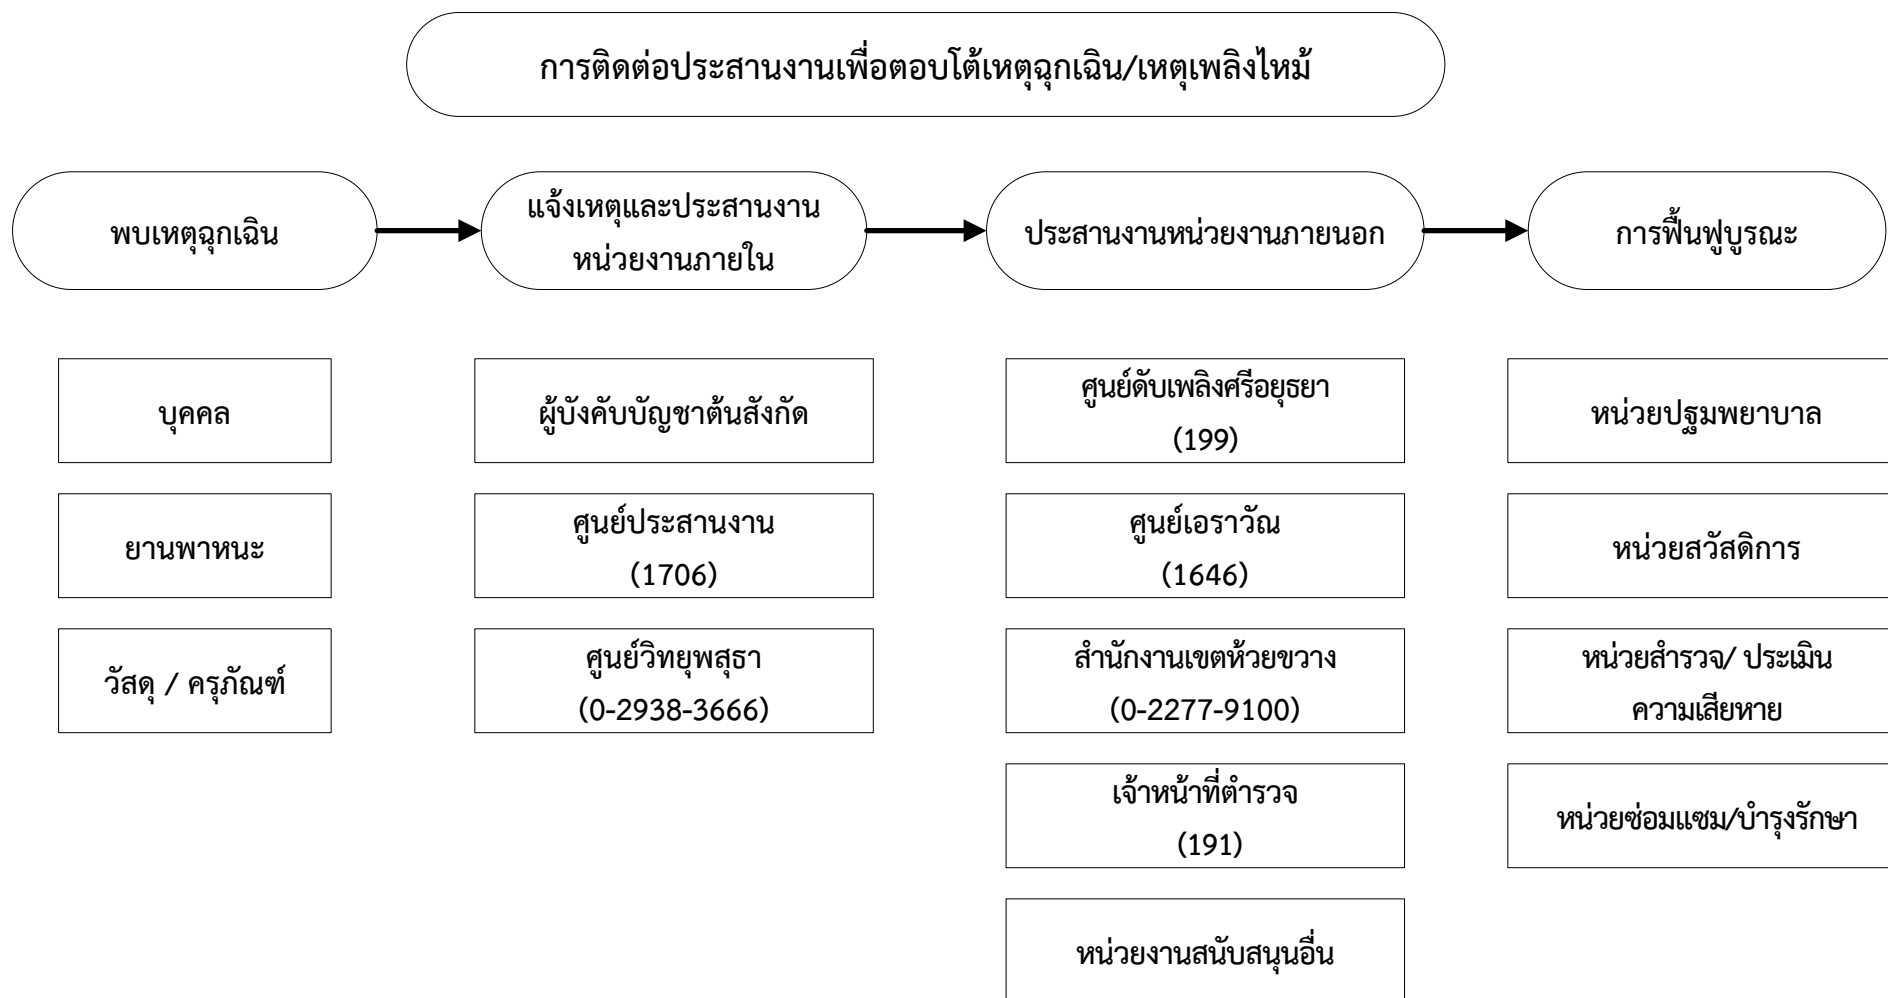 การติดต่อประสานงานเพื่อตอบโต้เหตุฉุกเฉิน/เหตุเพลิงไหม้
พบเหตุฉุกเฉิน
แจ้งเหตุและประสานงาน
หน่วยงานภายใน
ประสานงานหน่วยงานภายนอก
การฟื้นฟูบูรณะ
บุคคล
ยานพาหนะ
วัสดุ / ครุภัณฑ์
ผู้บังคับบัญชาต้นสังกัด
ศูนย์ประสานงาน
(1706)
ศูนย์วิทยุพสุธา
(0-2938-3666)
ศูนย์ดับเพลิงศรีอยุธยา
(199)
ศูนย์เอราวัณ
(1646)
สำนักงานเขตห้วยขวาง
(0-2277-9100)
เจ้าหน้าที่ตำรวจ
(191)
หน่วยงานสนับสนุนอื่น
หน่วยปฐมพยาบาล
หน่วยสวัสดิการ
หน่วยสำรวจ/ ประเมิน
ความเสียหาย
หน่วยซ่อมแซม/บำรุงรักษา